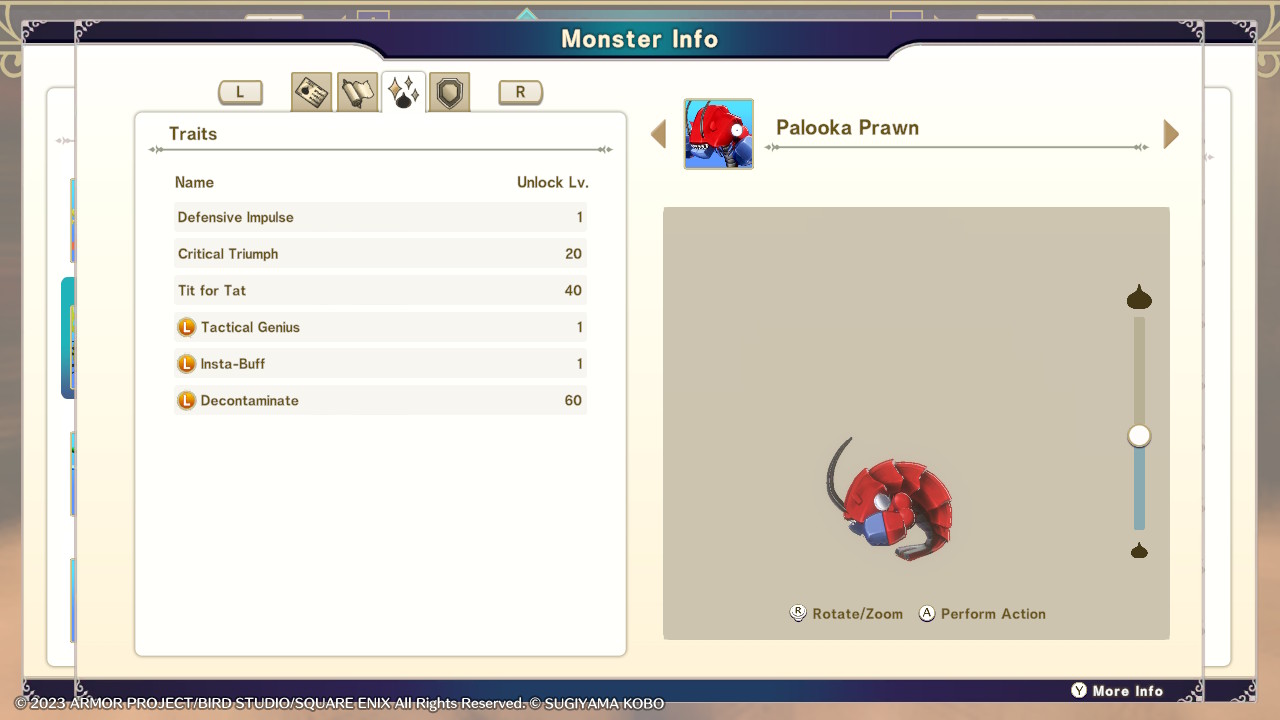 Monster Info
L
R
Traits
Name Unlock Lv.
Defensive Impulse 1
Critical Triumph 20
Tit for Tat 40
L Tactical Genius 1
L Insta-Buff 1
L Decontaminate 60
Palooka Prawn
R Rotate/Zoom A Perform Action
Y More Info
© 2023 ARMOR PROJECT/BIRD STUDIO/SQUARE ENIX All Rights Reserved. © SUGIYAMA KOBO